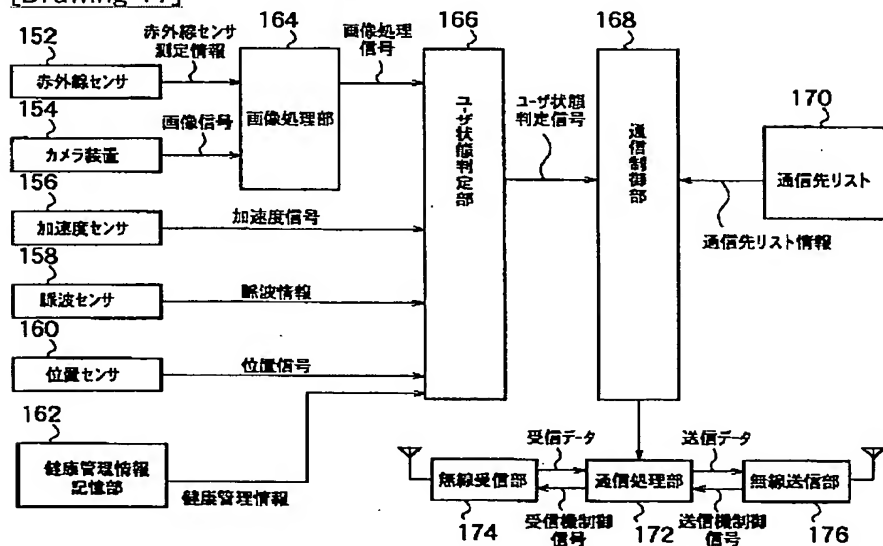 152
赤外線センサ
赤外線センサ
測定情報
164
画像処理部
画像処理
信号
166
ユーザ状態判定部
ユーザ状態
判定信号
168
通信制御部
170
通信先リスト
通信先リスト情報
154
カメラ装置
画像信号
156
加速度センサ
加速度信号
158
脈波センサ
脈波情報
160
位置センサ
位置信号
162
健康管理情報
記憶部
健康管理情報
無線受信部
174
受信データ
受信機制御
信号
通信処理部
172
送信データ
送信機制御
信号
無線送信部
176